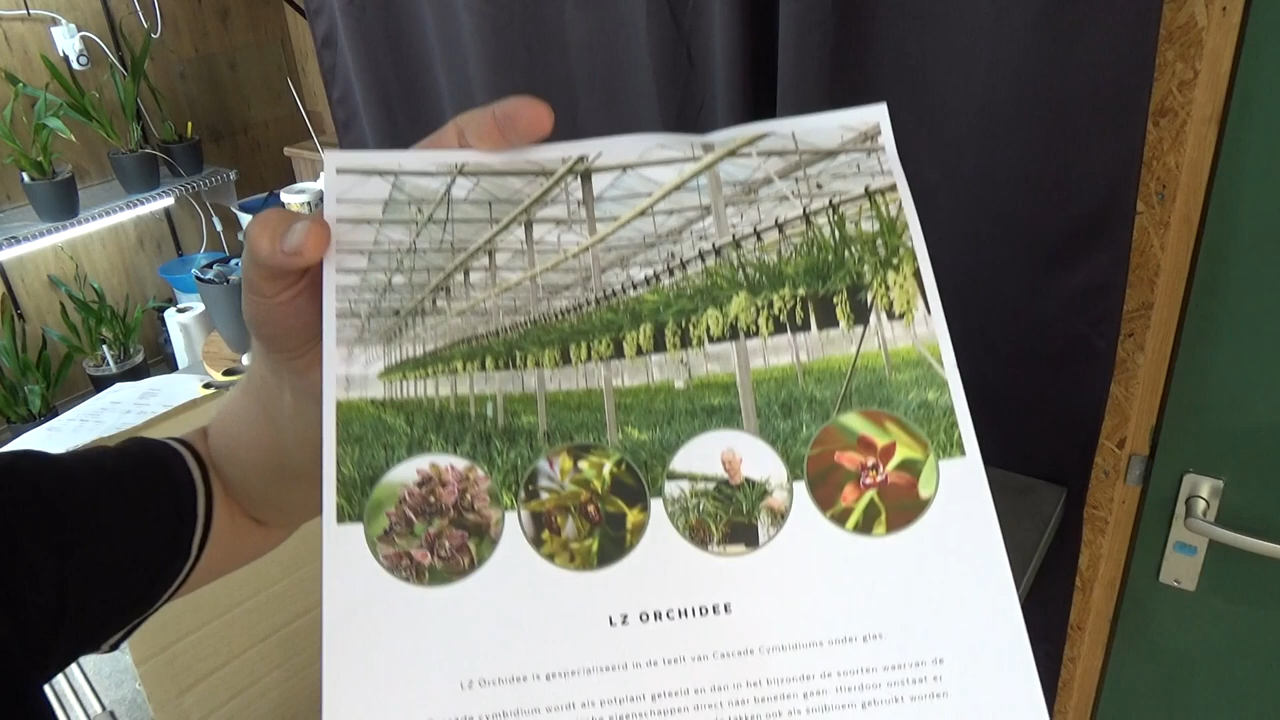 LZ ORCHIDEE
LZ Orchidee is gespecialiseerd in de teelt van Cascade Cymbidiums onder glas.
Cascade cymbidium wordt als potplant geteeld en dan in het bijzonder de soorten waarvan de
eigenschappen direct naar beneden gaan. Hierdoor ontstaat er
takken ook als snijbloem gebruikt worden